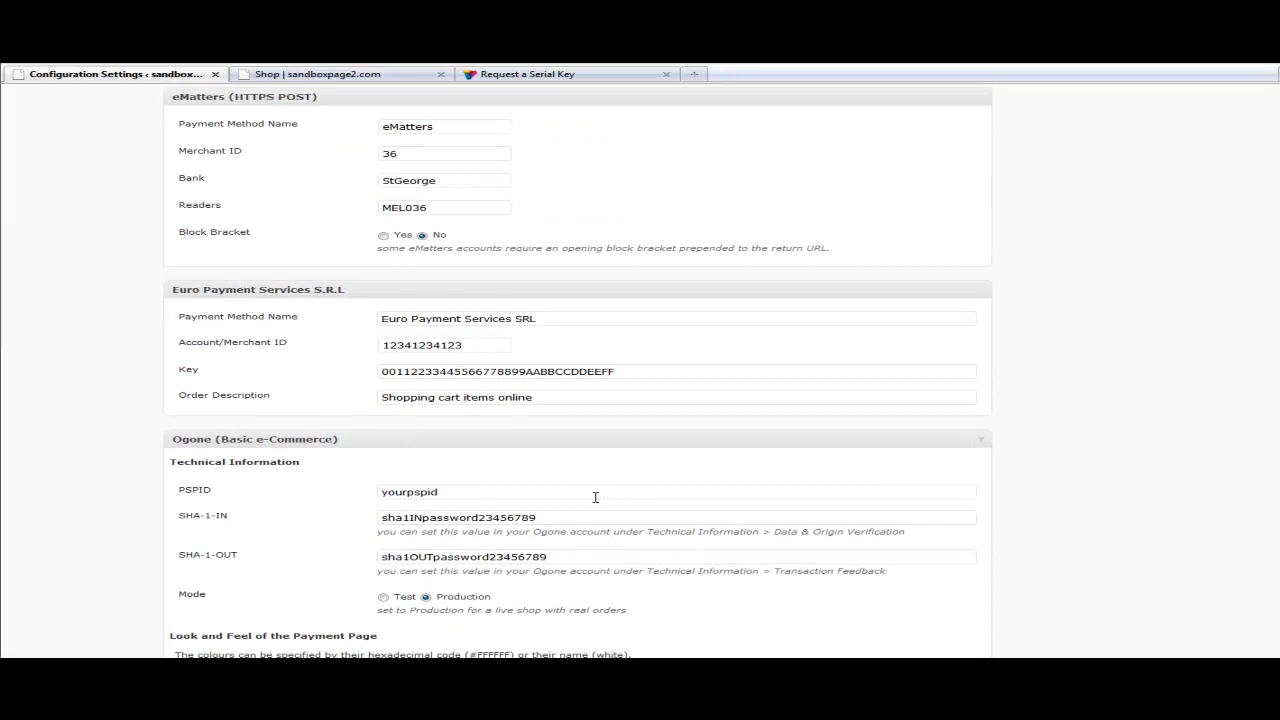 Configuration Settings ‹ sandbox... Shop | sandboxpage2.com Request a Serial Key
eMatters (HTTPS POST)
Payment Method Name eMatters
Merchant ID 36
Bank StGeorge
Readers MEL036
Block Bracket Yes No
some eMatters accounts require an opening block bracket prepended to the return URL.
Euro Payment Services S.R.L
Payment Method Name Euro Payment Services SRL
Account/Merchant ID 12341234123
Key 00112233445566778899AABBCCDDEEFF
Order Description Shopping cart items online
Ogone (Basic e-Commerce)
Technical Information
PSPID yourpspid
SHA-1-IN sha1INpassword23456789
you can set this value in your Ogone account under Technical Information > Data & Origin Verification
SHA-1-OUT sha1OUTpassword23456789
you can set this value in your Ogone account under Technical Information > Transaction Feedback
Mode Test Production
set to Production for a live shop with real orders
Look and Feel of the Payment Page
The colours can be specified by their hexadecimal code (#FFFFFF) or their name (white).